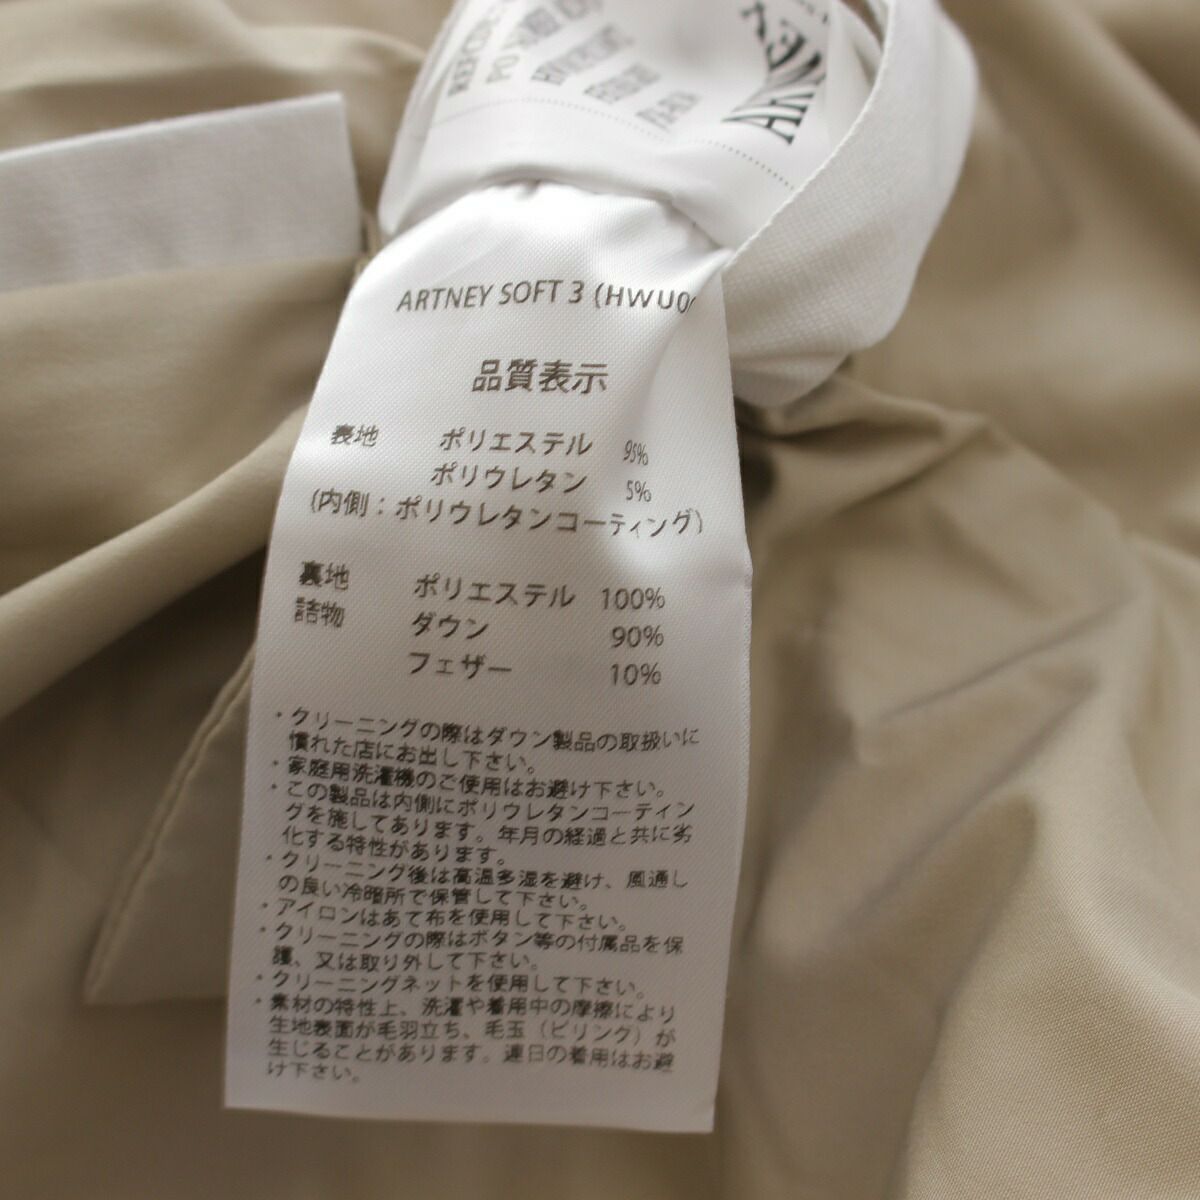 ARTNEY SOFT 3 (HWU0
品質表示
表地 ポリエステル 95%
ポリウレタン 5%
(内側：ポリウレタンコーティング)
裏地 ポリエステル 100%
詰物 ダウン 90%
フェザー 10%
・クリーニングの際はダウン製品の取扱いに
慣れた店にお出し下さい。
・家庭用洗濯機のご使用はお避け下さい。
・この製品は内側にポリウレタンコーティン
グを施してあります。年月の経過と共に劣
化する特性があります。
・クリーニング後は高温多湿を避け、風通し
の良い冷暗所で保管して下さい。
・アイロンはあて布を使用して下さい。
・クリーニングの際はボタン等の付属品を保
護、又は取り外して下さい。
・クリーニングネットを使用して下さい。
・素材の特性上、洗濯や着用中の摩擦により
生地表面が毛羽立ち、毛玉（ピリング）が
生じることがあります。連日の着用はお避
け下さい。